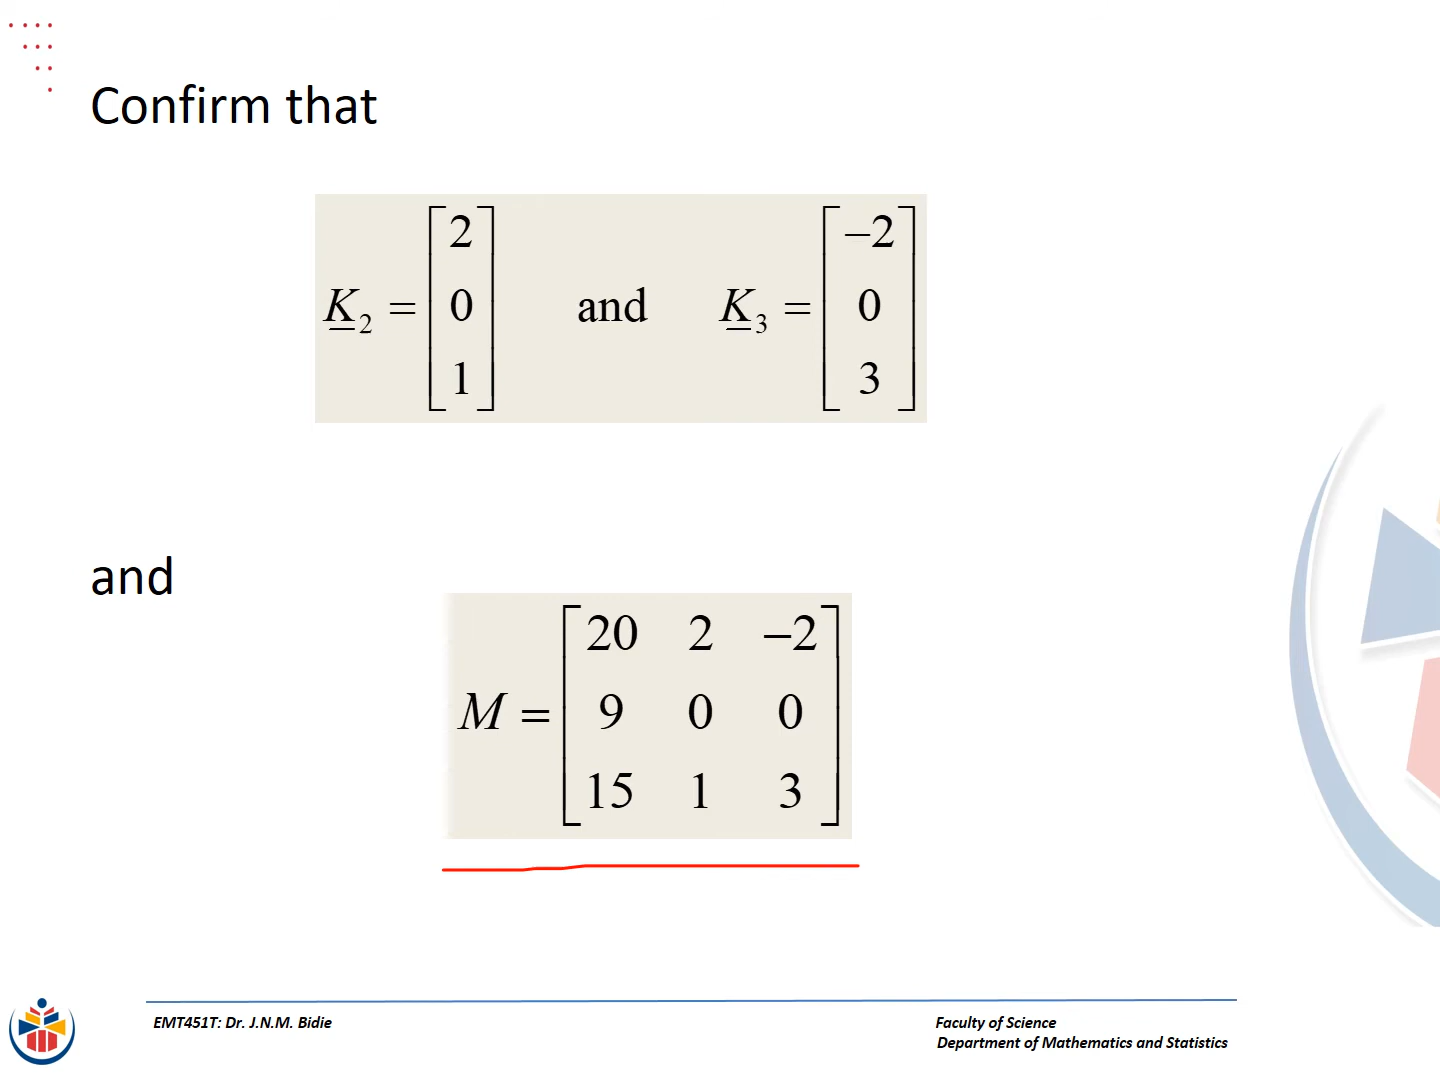 Confirm that
K₂ = [2; 0; 1] and K₃ = [−2; 0; 3]
and
M = [20 2 −2; 9 0 0; 15 1 3]
EMT451T: Dr. J.N.M. Bidie
Faculty of Science
Department of Mathematics and Statistics